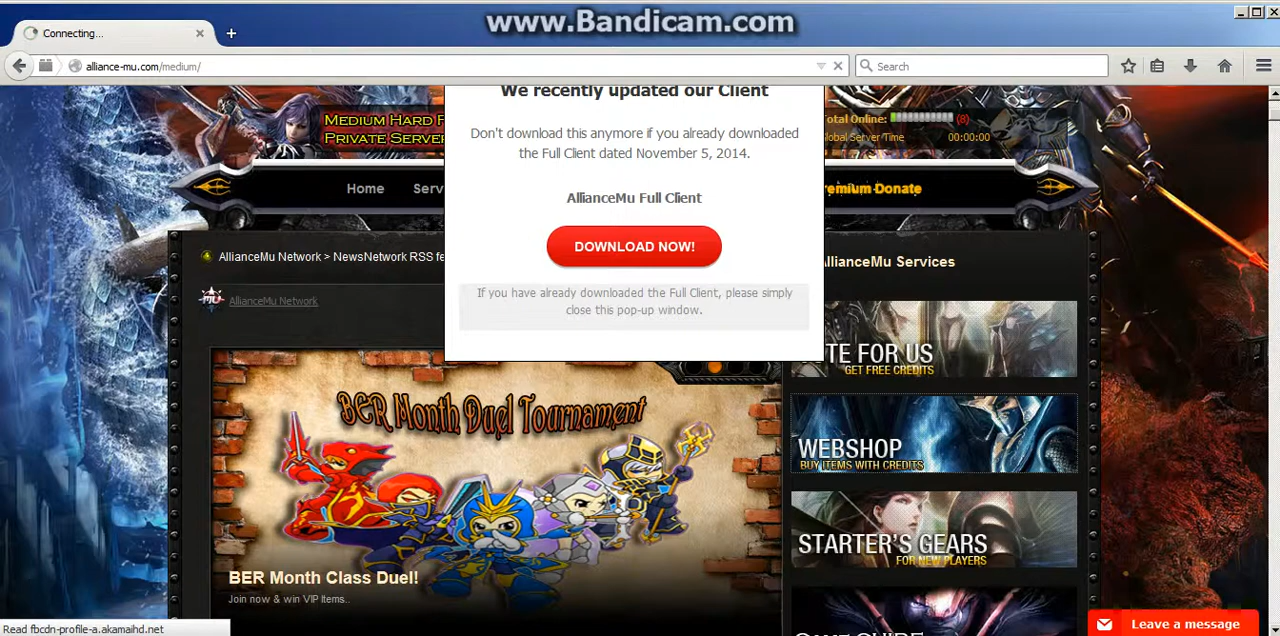 www.Bandicam.com
Connecting...
alliance-mu.com/medium/
Search
We recently updated our Client
Don't download this anymore if you already downloaded
the Full Client dated November 5, 2014.
AllianceMu Full Client
DOWNLOAD NOW!
If you have already downloaded the Full Client, please simply
close this pop-up window.
MEDIUM HARD
PRIVATE SERVER
Total Online: (8)
Global Server Time 00:00:00
Home
Premium Donate
AllianceMu Network > NewsNetwork RSS
AllianceMu Network
BER Month Duel Tournament
BER Month Class Duel!
Join now & win VIP Items..
AllianceMu Services
FOR US
GET FREE CREDITS
WEBSHOP
BUY ITEMS WITH CREDITS
STARTER'S GEARS
FOR NEW PLAYERS
GAME GUIDE
Leave a message
Read fbcdn-profile-a.akamaihd.net